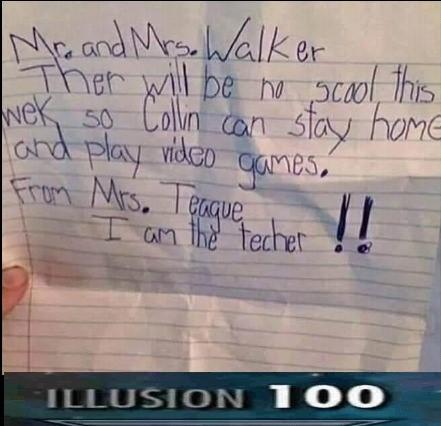 Mr. and Mrs. Walker
Ther will be no scool this
wek so Collin can stay home
and play video games.
From Mrs. Teague
I am the techer !!
ILLUSION 100